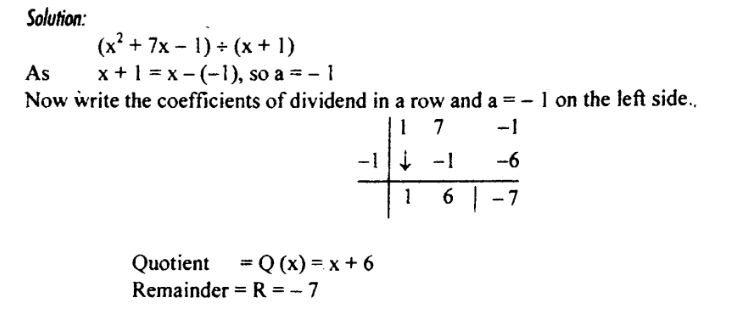 Solution:
(x² + 7x – 1) ÷ (x + 1)
As x + 1 = x – (–1), so a = – 1
Now write the coefficients of dividend in a row and a = – 1 on the left side..
1 7 –1
–1 ↓ –1 –6
1 6 | – 7
Quotient = Q (x) = x + 6
Remainder = R = – 7